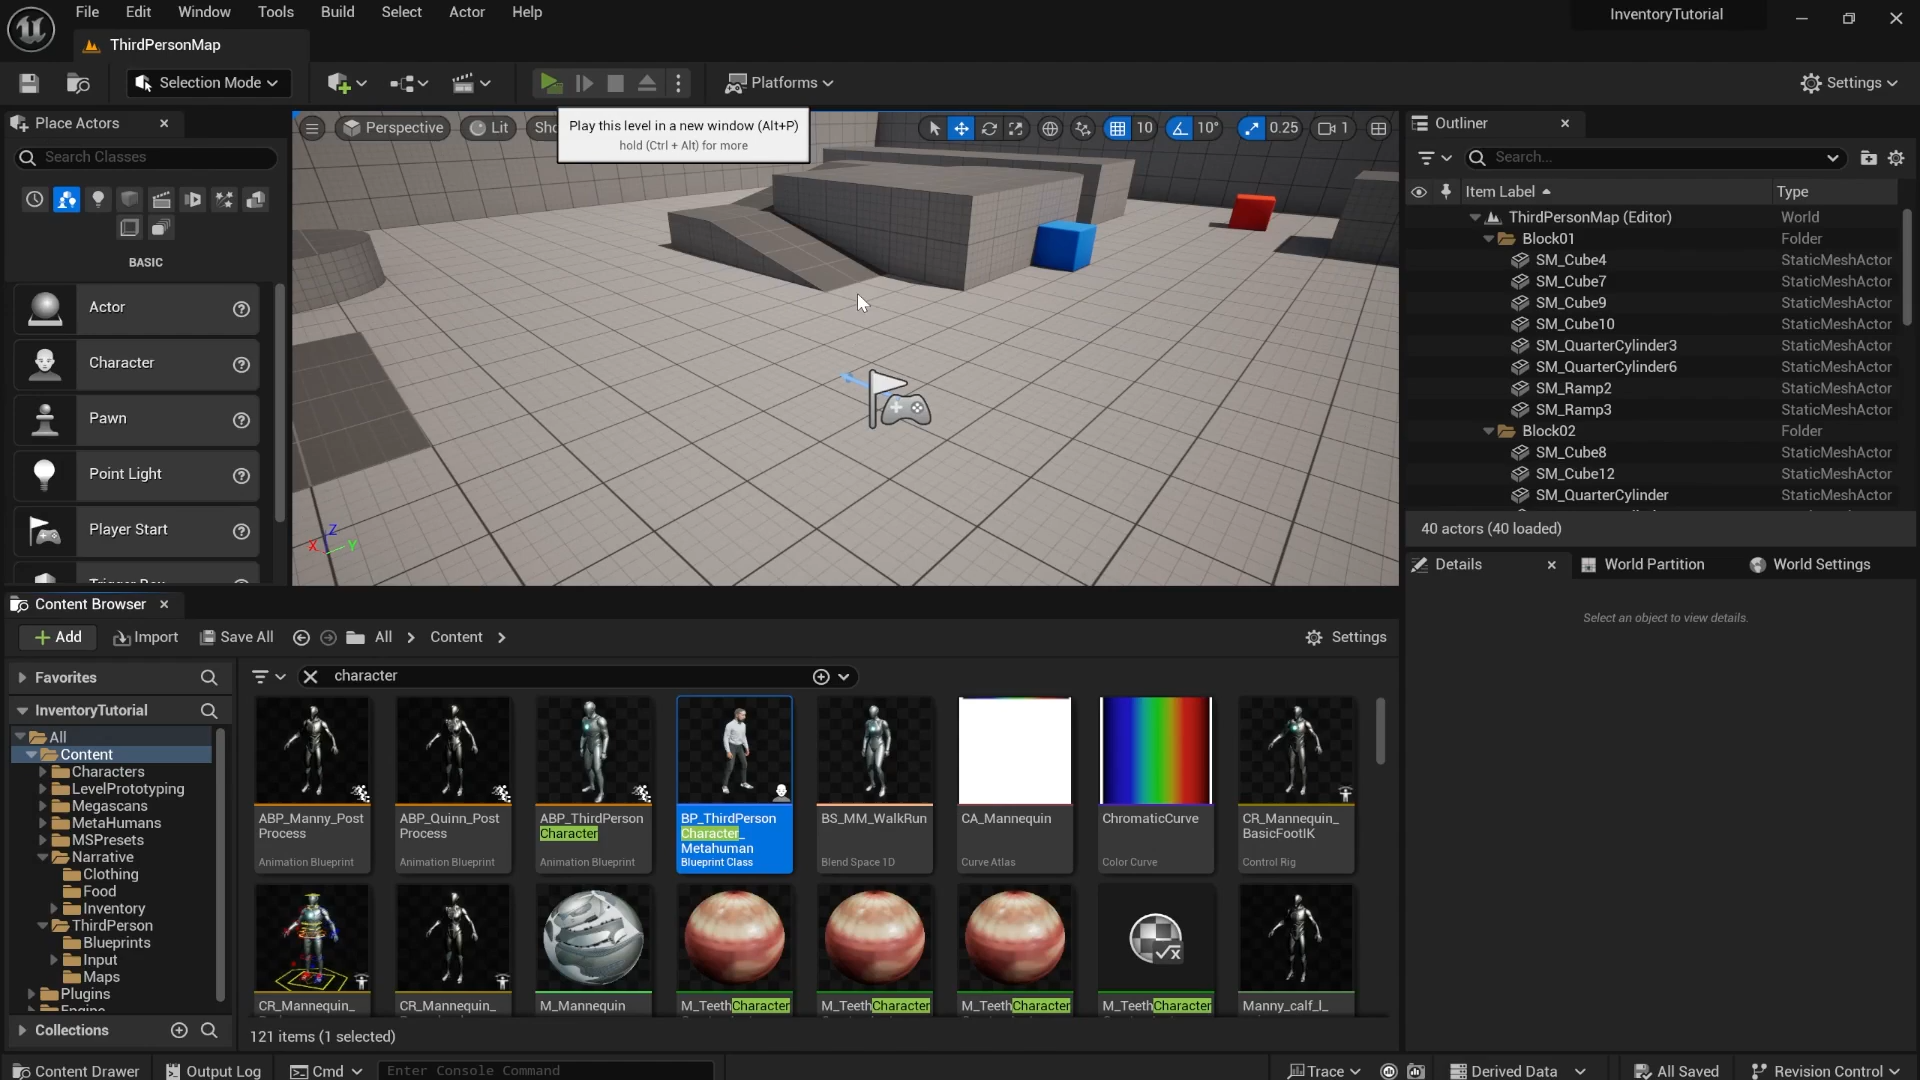 File Edit Window Tools Build Select Actor Help
InventoryTutorial
ThirdPersonMap
Selection Mode
Platforms
Settings
Place Actors
Search Classes
BASIC
Actor
Character
Pawn
Point Light
Player Start
Perspective
Lit
Play this level in a new window (Alt+P)
hold (Ctrl + Alt) for more
10
10°
0.25
1
X Z Y
Outliner
Search...
Item Label Type
ThirdPersonMap (Editor) World
Block01 Folder
SM_Cube4 StaticMeshActor
SM_Cube7 StaticMeshActor
SM_Cube9 StaticMeshActor
SM_Cube10 StaticMeshActor
SM_QuarterCylinder3 StaticMeshActor
SM_QuarterCylinder6 StaticMeshActor
SM_Ramp2 StaticMeshActor
SM_Ramp3 StaticMeshActor
Block02 Folder
SM_Cube8 StaticMeshActor
SM_Cube12 StaticMeshActor
SM_QuarterCylinder StaticMeshActor
40 actors (40 loaded)
Details
World Partition
World Settings
Select an object to view details.
Content Browser
Add
Import
Save All
All
Content
Settings
Favorites
InventoryTutorial
All
Content
Characters
LevelPrototyping
Megascans
MetaHumans
MSPresets
Narrative
Clothing
Food
Inventory
ThirdPerson
Blueprints
Input
Maps
Plugins
Collections
character
ABP_Manny_Post
Process
Animation Blueprint
ABP_Quinn_Post
Process
Animation Blueprint
ABP_ThirdPerson
Character
Animation Blueprint
BP_ThirdPerson
Character_
Metahuman
Blueprint Class
BS_MM_WalkRun
Blend Space 1D
CA_Mannequin
Curve Atlas
ChromaticCurve
Color Curve
CR_Mannequin_
BasicFootIK
Control Rig
CR_Mannequin_
CR_Mannequin_
M_Mannequin
M_TeethCharacter
M_TeethCharacter
M_TeethCharacter
M_TeethCharacter
Manny_calf_l_
121 items (1 selected)
Content Drawer
Output Log
Cmd
Enter Console Command
Trace
Derived Data
All Saved
Revision Control